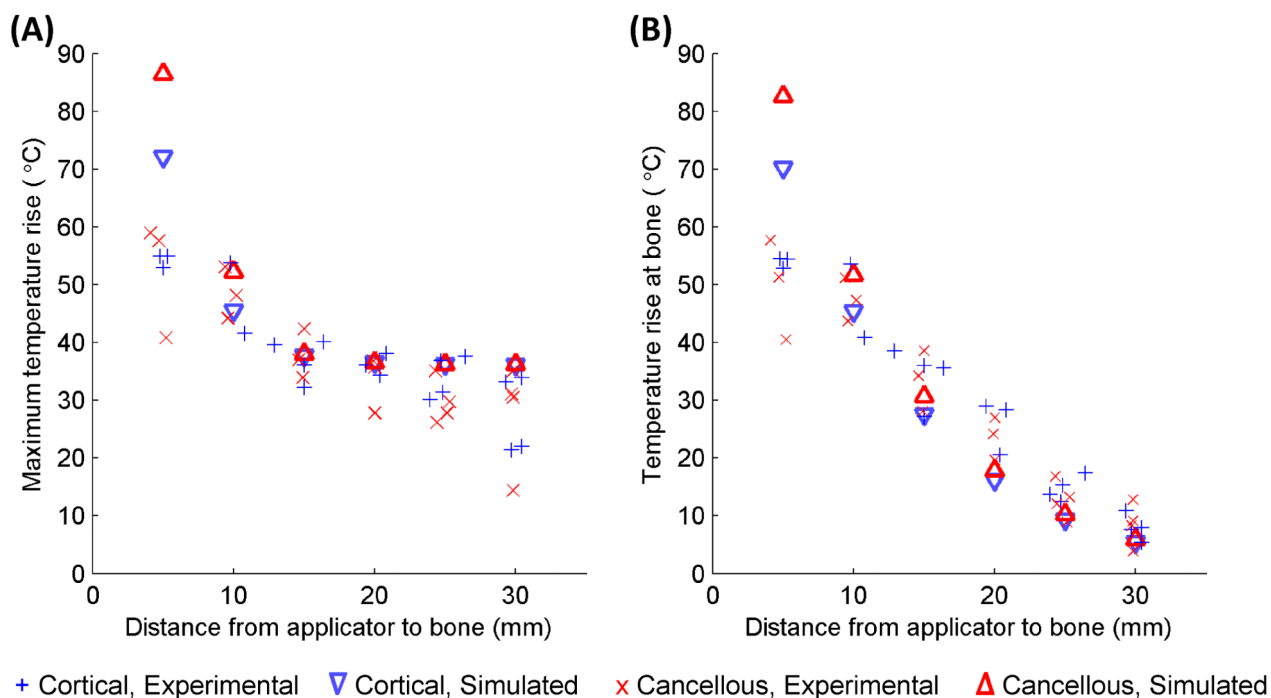 (A)
90
80
70
60
50
40
30
20
10
0
0 10 20 30
Maximum temperature rise ( °C)
Distance from applicator to bone (mm)
(B)
90
80
70
60
50
40
30
20
10
0
0 10 20 30
Temperature rise at bone ( °C)
Distance from applicator to bone (mm)
Cortical, Experimental Cortical, Simulated Cancellous, Experimental Cancellous, Simulated